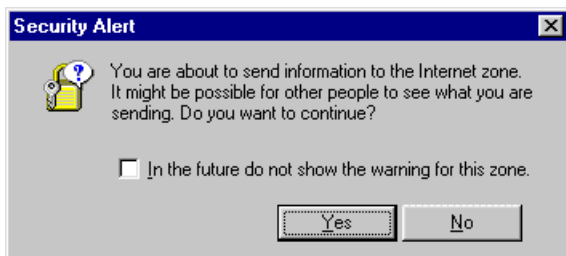 Security Alert
You are about to send information to the Internet zone.
It might be possible for other people to see what you are
sending. Do you want to continue?
In the future do not show the warning for this zone.
Yes No